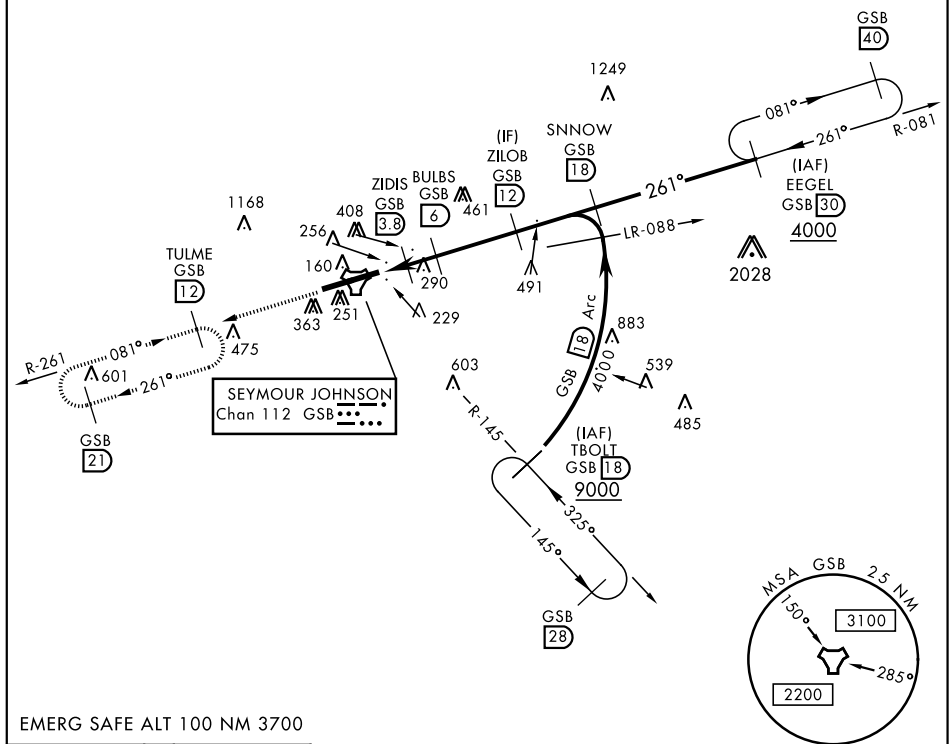 GSB
40
1249
081°
R-081
261°
SNNOW
GSB
18
(IF)
ZILOB
GSB
12
BULBS
GSB
6
461
ZIDIS
GSB
3.8
261°
(IAF)
EEGEL
GSB 30
4000
1168
408
256
LR-088
2028
160
290
491
TULME
GSB
12
363
251
229
475
GSB 18 Arc
4000
883
R-261
081°
601
261°
603
539
SEYMOUR JOHNSON
Chan 112 GSB
R-145
485
GSB
21
(IAF)
TBOLT
GSB 18
9000
325°
145°
GSB
28
MSA GSB 25 NM
150°
3100
285°
2200
EMERG SAFE ALT 100 NM 3700